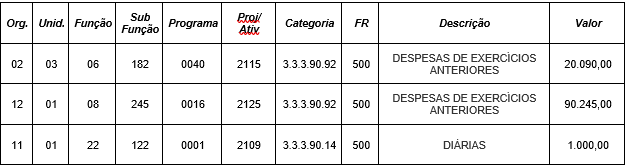 Org. Unid. Função Sub Função Programa Proj/ Ativ Categoria FR Descrição Valor
02 03 06 182 0040 2115 3.3.3.90.92 500 DESPESAS DE EXERCÌCIOS ANTERIORES 20.090,00
12 01 08 245 0016 2125 3.3.3.90.92 500 DESPESAS DE EXERCÌCIOS ANTERIORES 90.245,00
11 01 22 122 0001 2109 3.3.3.90.14 500 DIÁRIAS 1.000,00